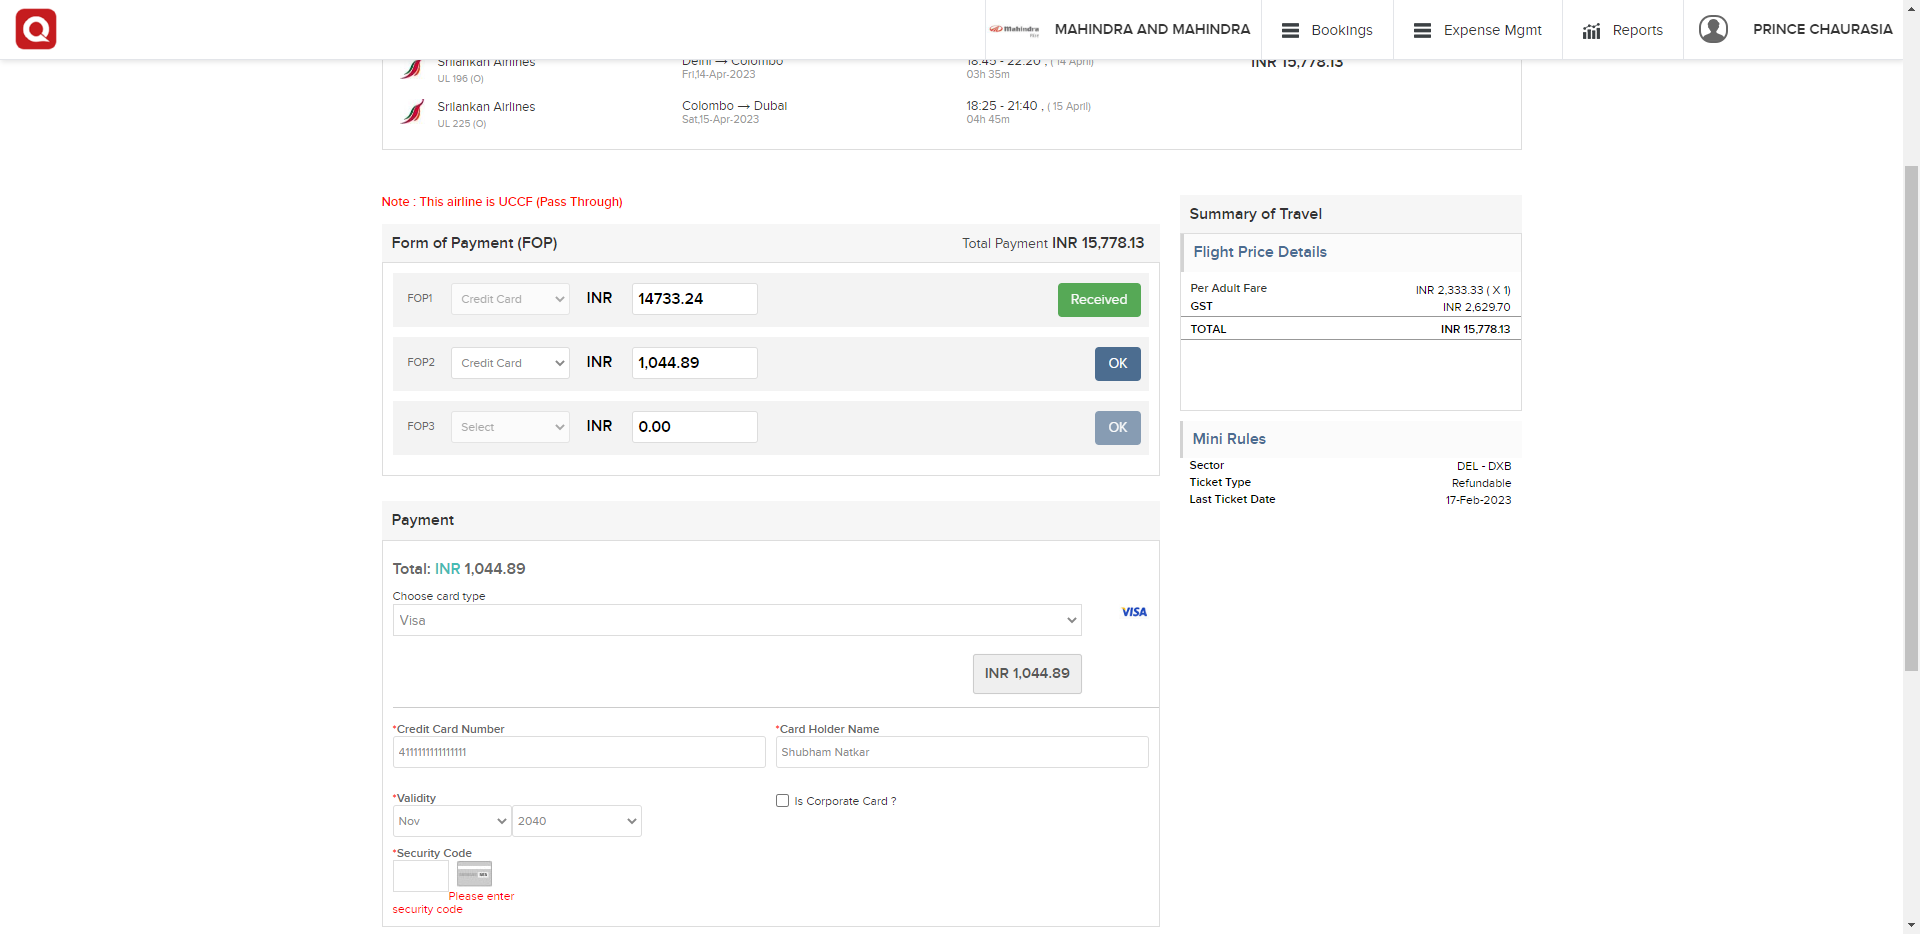 Mahindra
MAHINDRA AND MAHINDRA
Bookings
Expense Mgmt
Reports
PRINCE CHAURASIA
Srilankan Airlines
Delhi → Colombo
18:45 - 22:20 , ( 14 April)
INR 15,778.13
UL 196 (O)
Fri,14-Apr-2023
03h 35m
Srilankan Airlines
Colombo → Dubai
18:25 - 21:40 , ( 15 April)
UL 225 (O)
Sat,15-Apr-2023
04h 45m
Note : This airline is UCCF (Pass Through)
Form of Payment (FOP)
Total Payment INR 15,778.13
FOP1
Credit Card
INR
14733.24
Received
FOP2
Credit Card
INR
1,044.89
OK
FOP3
Select
INR
0.00
OK
Payment
Total: INR 1,044.89
Choose card type
Visa
VISA
INR 1,044.89
*Credit Card Number
4111111111111111
*Card Holder Name
Shubham Natkar
*Validity
Nov
2040
Is Corporate Card ?
*Security Code
Please enter
security code
Summary of Travel
Flight Price Details
Per Adult Fare
INR 2,333.33 ( X 1)
GST
INR 2,629.70
TOTAL
INR 15,778.13
Mini Rules
Sector
DEL - DXB
Ticket Type
Refundable
Last Ticket Date
17-Feb-2023